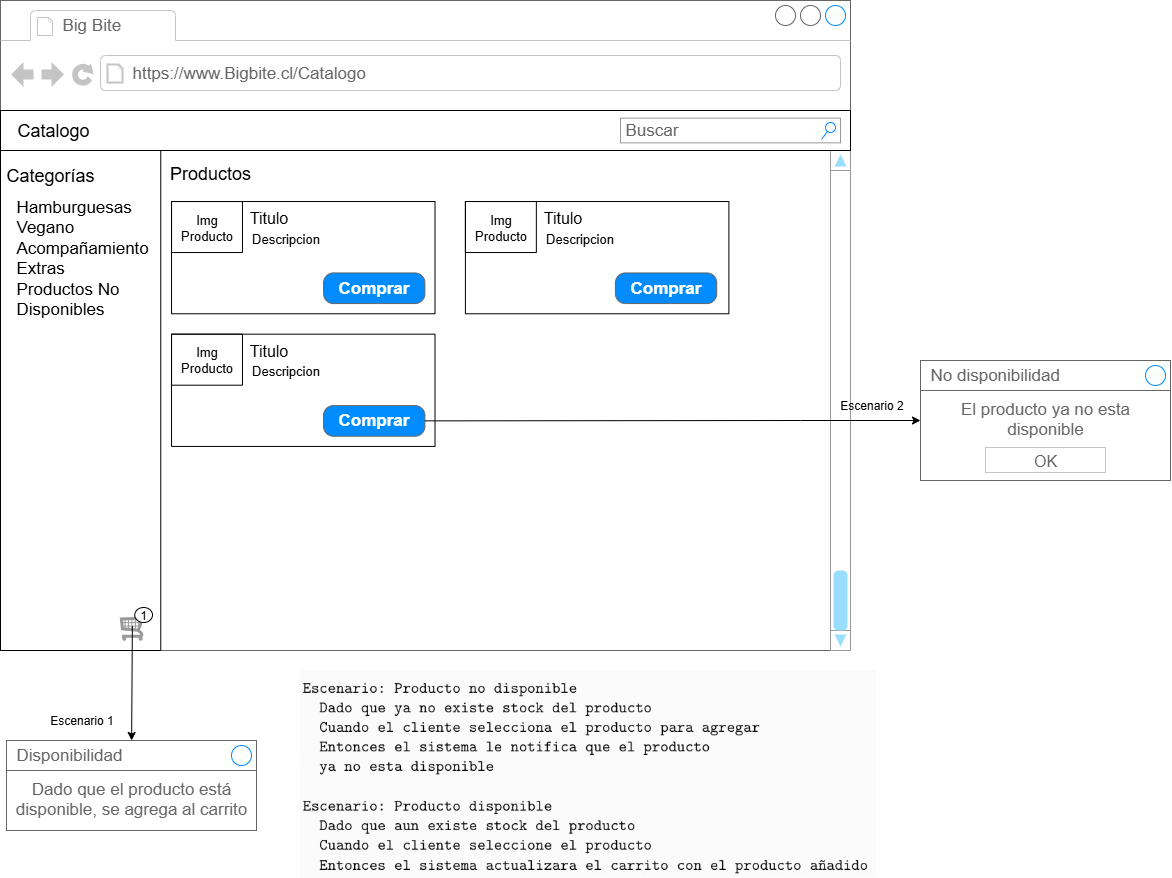 Big Bite
https://www.Bigbite.cl/Catalogo
Catalogo
Buscar
Categorías
Hamburguesas
Vegano
Acompañamiento
Extras
Productos No
Disponibles
Productos
Img
Producto
Titulo
Descripcion
Comprar
Img
Producto
Titulo
Descripcion
Comprar
Img
Producto
Titulo
Descripcion
Comprar
Escenario 2
No disponibilidad
El producto ya no esta
disponible
OK
1
Escenario 1
Disponibilidad
Dado que el producto está
disponible, se agrega al carrito
Escenario: Producto no disponible
Dado que ya no existe stock del producto
Cuando el cliente selecciona el producto para agregar
Entonces el sistema le notifica que el producto
ya no esta disponible
Escenario: Producto disponible
Dado que aun existe stock del producto
Cuando el cliente seleccione el producto
Entonces el sistema actualizara el carrito con el producto añadido